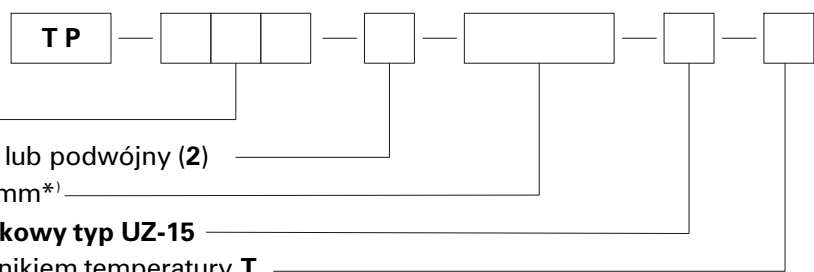 T P
lub podwójny (2)
mm*)
kowy typ UZ-15
nikiem temperatury T